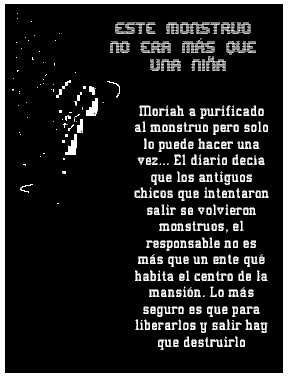 ESTE MONSTRUO
NO ERA MÁS QUE
UNA NIÑA
Moriah a purificado
al monstruo pero solo
lo puede hacer una
vez... El diario decia
que los antiguos
chicos que intentaron
salir se volvieron
monstruos, el
responsable no es
más que un ente qué
habita el centro de la
mansión. Lo más
seguro es que para
liberarlos y salir hay
que destruirlo